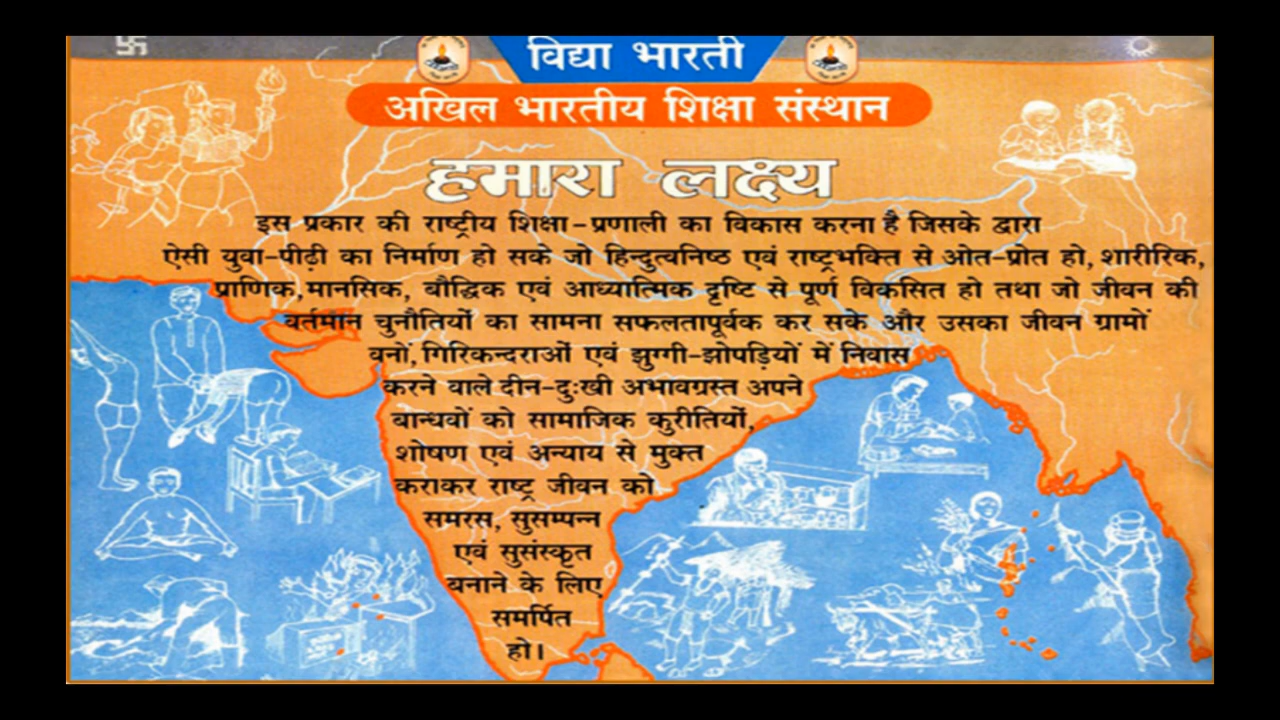 विद्या भारती
अखिल भारतीय शिक्षा संस्थान
हमारा लक्ष्य
इस प्रकार की राष्ट्रीय शिक्षा-प्रणाली का विकास करना है जिसके द्वारा
ऐसी युवा-पीढ़ी का निर्माण हो सके जो हिन्दुत्वनिष्ठ एवं राष्ट्रभक्ति से ओत-प्रोत हो, शारीरिक,
प्राणिक, मानसिक, बौद्धिक एवं आध्यात्मिक दृष्टि से पूर्ण विकसित हो तथा जो जीवन की
वर्तमान चुनौतियों का सामना सफलतापूर्वक कर सके और उसका जीवन ग्रामों
वनों, गिरिकन्दराओं एवं झुग्गी-झोपड़ियों में निवास
करने वाले दीन-दुःखी अभावग्रस्त अपने
बान्धवों को सामाजिक कुरीतियों,
शोषण एवं अन्याय से मुक्त
कराकर राष्ट्र जीवन को
समरस, सुसम्पन्न
एवं सुसंस्कृत
बनाने के लिए
समर्पित
हो।